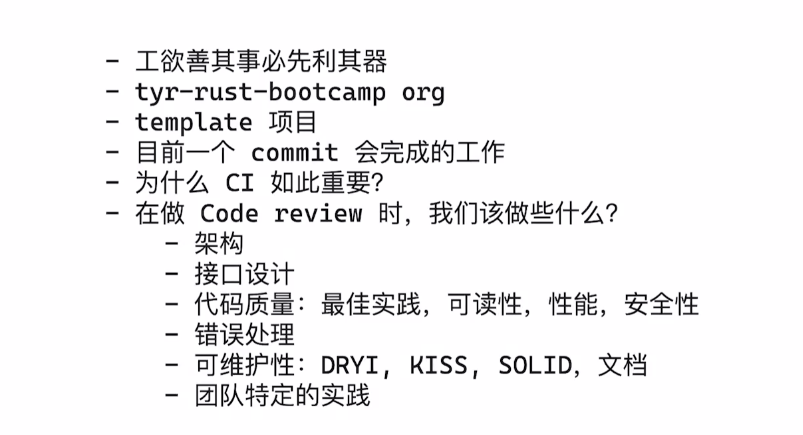 - 工欲善其事必先利其器
- tyr-rust-bootcamp org
- template 项目
- 目前一个 commit 会完成的工作
- 为什么 CI 如此重要?
- 在做 Code review 时，我们该做些什么?
- 架构
- 接口设计
- 代码质量：最佳实践，可读性，性能，安全性
- 错误处理
- 可维护性：DRYI, KISS, SOLID，文档
- 团队特定的实践